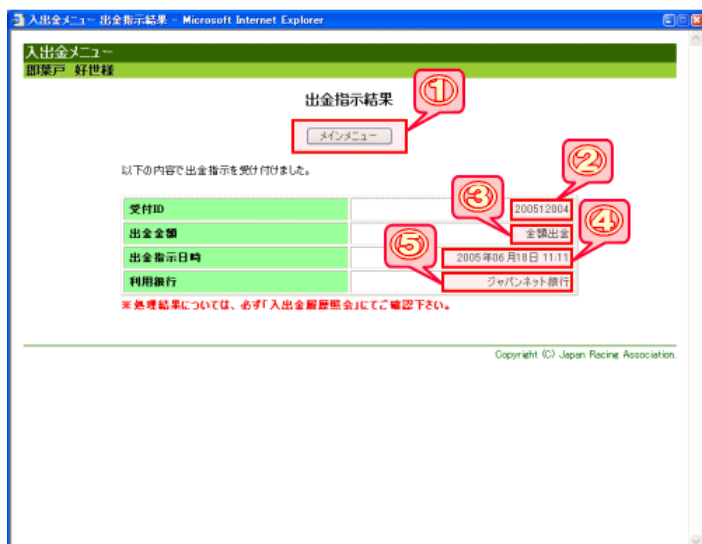 入出金メニュー 出金指示結果 - Microsoft Internet Explorer
入出金メニュー
即葉戸 好世様
出金指示結果
①
メインメニュー
以下の内容で出金指示を受け付けました。
②
受付ID 200512004
③
出金金額 全額出金
④
出金指示日時 2005年06月18日 11:11
⑤
利用銀行 ジャパンネット銀行
※処理結果については、必ず「入出金履歴照会」にてご確認下さい。
Copyright (C) Japan Racing Association.